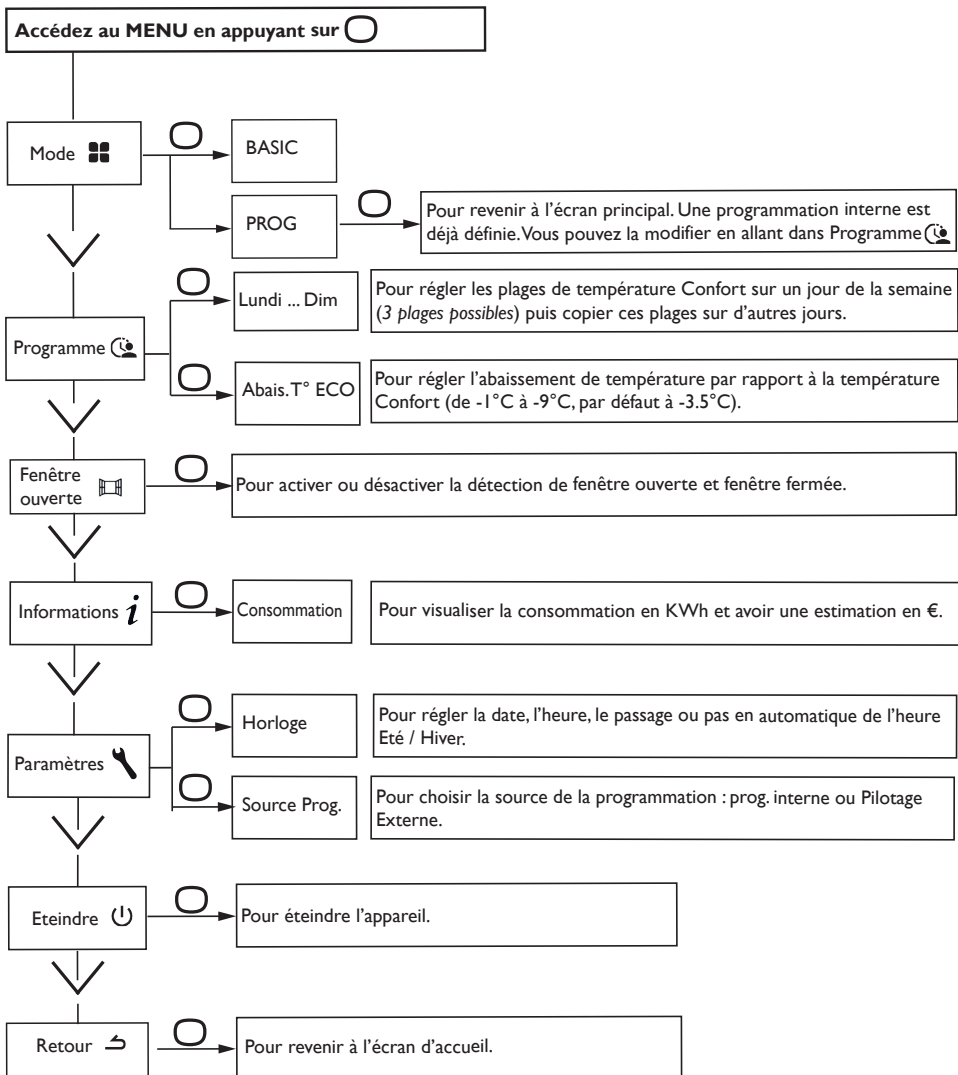 Accédez au MENU en appuyant sur
Mode
BASIC
PROG
Pour revenir à l'écran principal. Une programmation interne est
déjà définie. Vous pouvez la modifier en allant dans Programme
Programme
Lundi ... Dim
Pour régler les plages de température Confort sur un jour de la semaine
(3 plages possibles) puis copier ces plages sur d'autres jours.
Abais. T° ECO
Pour régler l'abaissement de température par rapport à la température
Confort (de -1°C à -9°C, par défaut à -3.5°C).
Fenêtre
ouverte
Pour activer ou désactiver la détection de fenêtre ouverte et fenêtre fermée.
Informations i
Consommation
Pour visualiser la consommation en KWh et avoir une estimation en €.
Paramètres
Horloge
Pour régler la date, l'heure, le passage ou pas en automatique de l'heure
Eté / Hiver.
Source Prog.
Pour choisir la source de la programmation : prog. interne ou Pilotage
Externe.
Eteindre
Pour éteindre l'appareil.
Retour
Pour revenir à l'écran d'accueil.